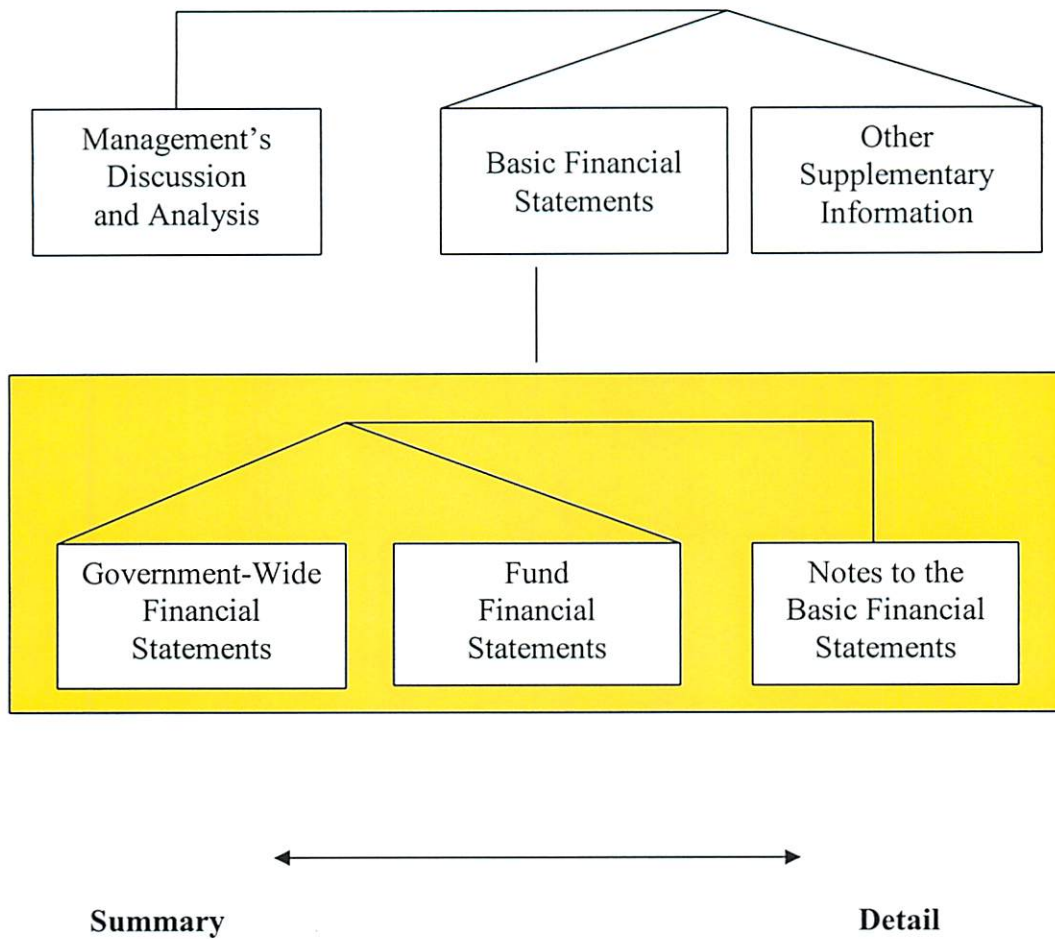 Management's
Discussion
and Analysis
Basic Financial
Statements
Other
Supplementary
Information
Government-Wide
Financial
Statements
Fund
Financial
Statements
Notes to the
Basic Financial
Statements
Summary
Detail